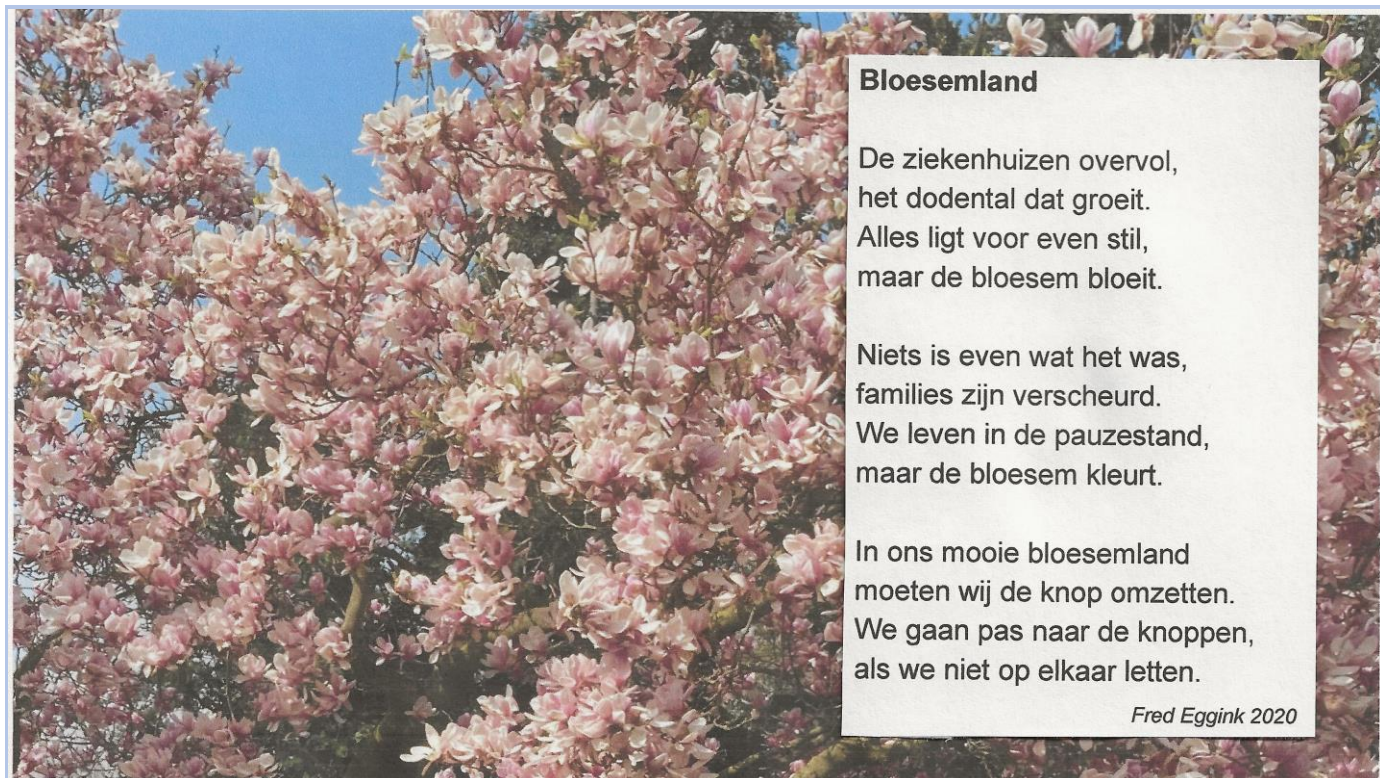 Bloesemland
De ziekenhuizen overvol,
het dodental dat groeit.
Alles ligt voor even stil,
maar de bloesem bloeit.
Niets is even wat het was,
families zijn verscheurd.
We leven in de pauzestand,
maar de bloesem kleurt.
In ons mooie bloesemland
moeten wij de knop omzetten.
We gaan pas naar de knoppen,
als we niet op elkaar letten.
Fred Eggink 2020